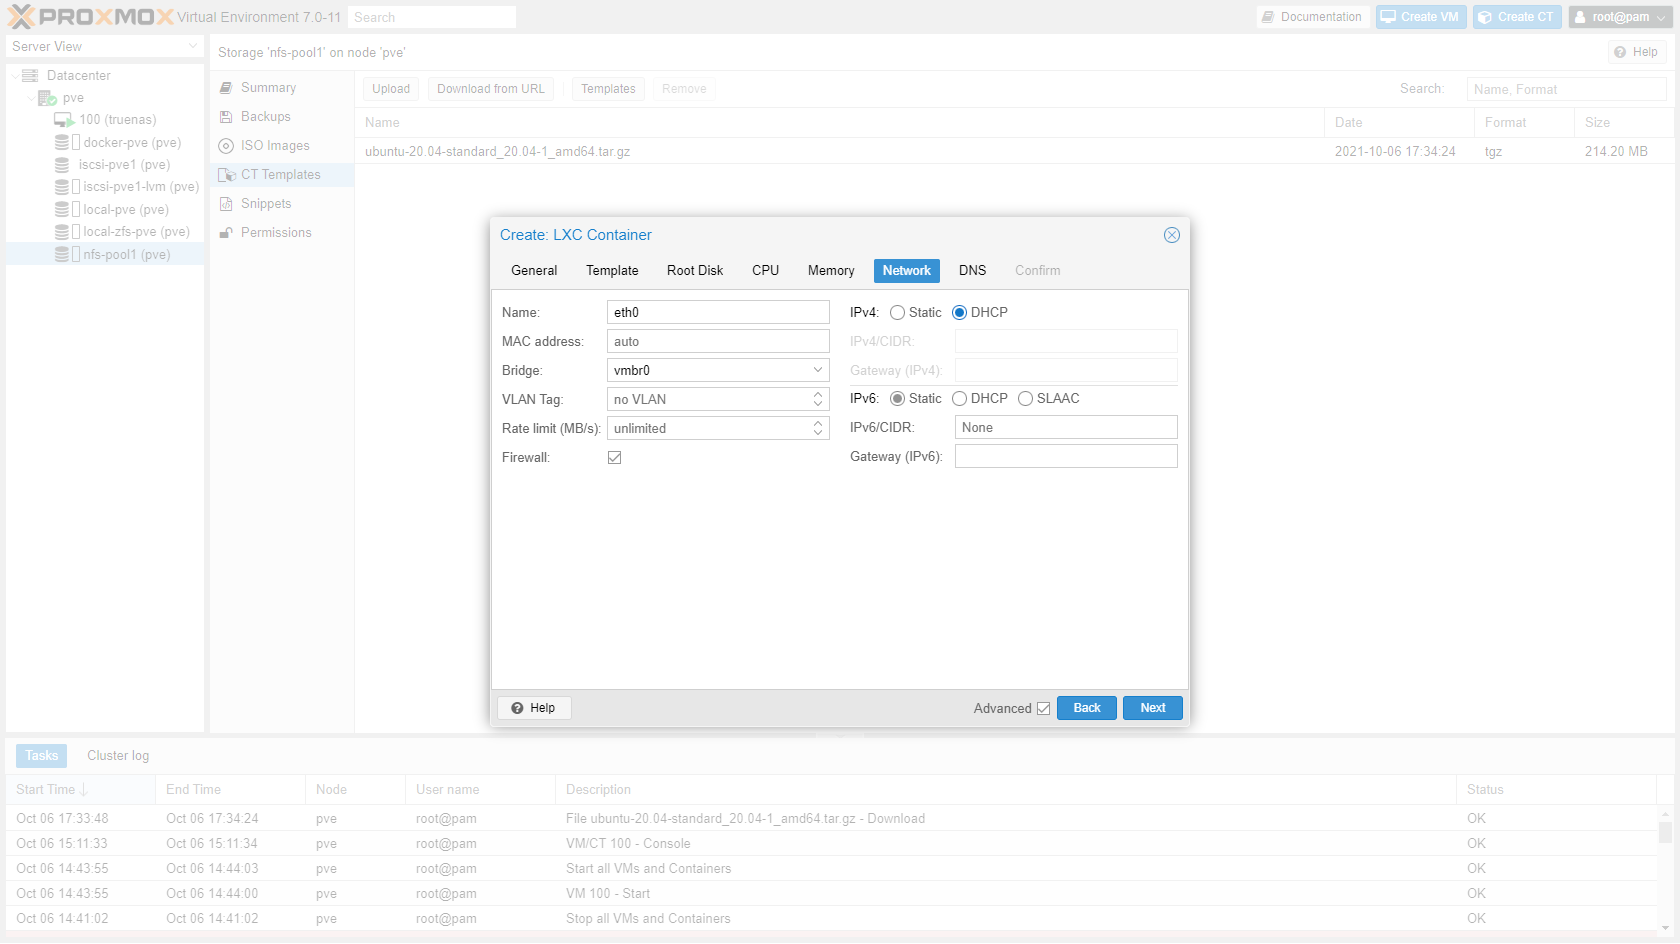 PROXMOX Virtual Environment 7.0-11 Search Documentation Create VM Create CT root@pam
Server View
Storage 'nfs-pool1' on node 'pve' Help
Datacenter
pve
100 (truenas)
docker-pve (pve)
iscsi-pve1 (pve)
iscsi-pve1-lvm (pve)
local-pve (pve)
local-zfs-pve (pve)
nfs-pool1 (pve)
Summary
Backups
ISO Images
CT Templates
Snippets
Permissions
Upload Download from URL Templates Remove Search: Name, Format
Name Date Format Size
ubuntu-20.04-standard_20.04-1_amd64.tar.gz 2021-10-06 17:34:24 tgz 214.20 MB
Create: LXC Container
General Template Root Disk CPU Memory Network DNS Confirm
Name: eth0
MAC address: auto
Bridge: vmbr0
VLAN Tag: no VLAN
Rate limit (MB/s): unlimited
Firewall:
IPv4: Static DHCP
IPv4/CIDR:
Gateway (IPv4):
IPv6: Static DHCP SLAAC
IPv6/CIDR: None
Gateway (IPv6):
Help Advanced Back Next
Tasks Cluster log
Start Time End Time Node User name Description Status
Oct 06 17:33:48 Oct 06 17:34:24 pve root@pam File ubuntu-20.04-standard_20.04-1_amd64.tar.gz - Download OK
Oct 06 15:11:33 Oct 06 15:11:34 pve root@pam VM/CT 100 - Console OK
Oct 06 14:43:55 Oct 06 14:44:03 pve root@pam Start all VMs and Containers OK
Oct 06 14:43:55 Oct 06 14:44:00 pve root@pam VM 100 - Start OK
Oct 06 14:41:02 Oct 06 14:41:02 pve root@pam Stop all VMs and Containers OK